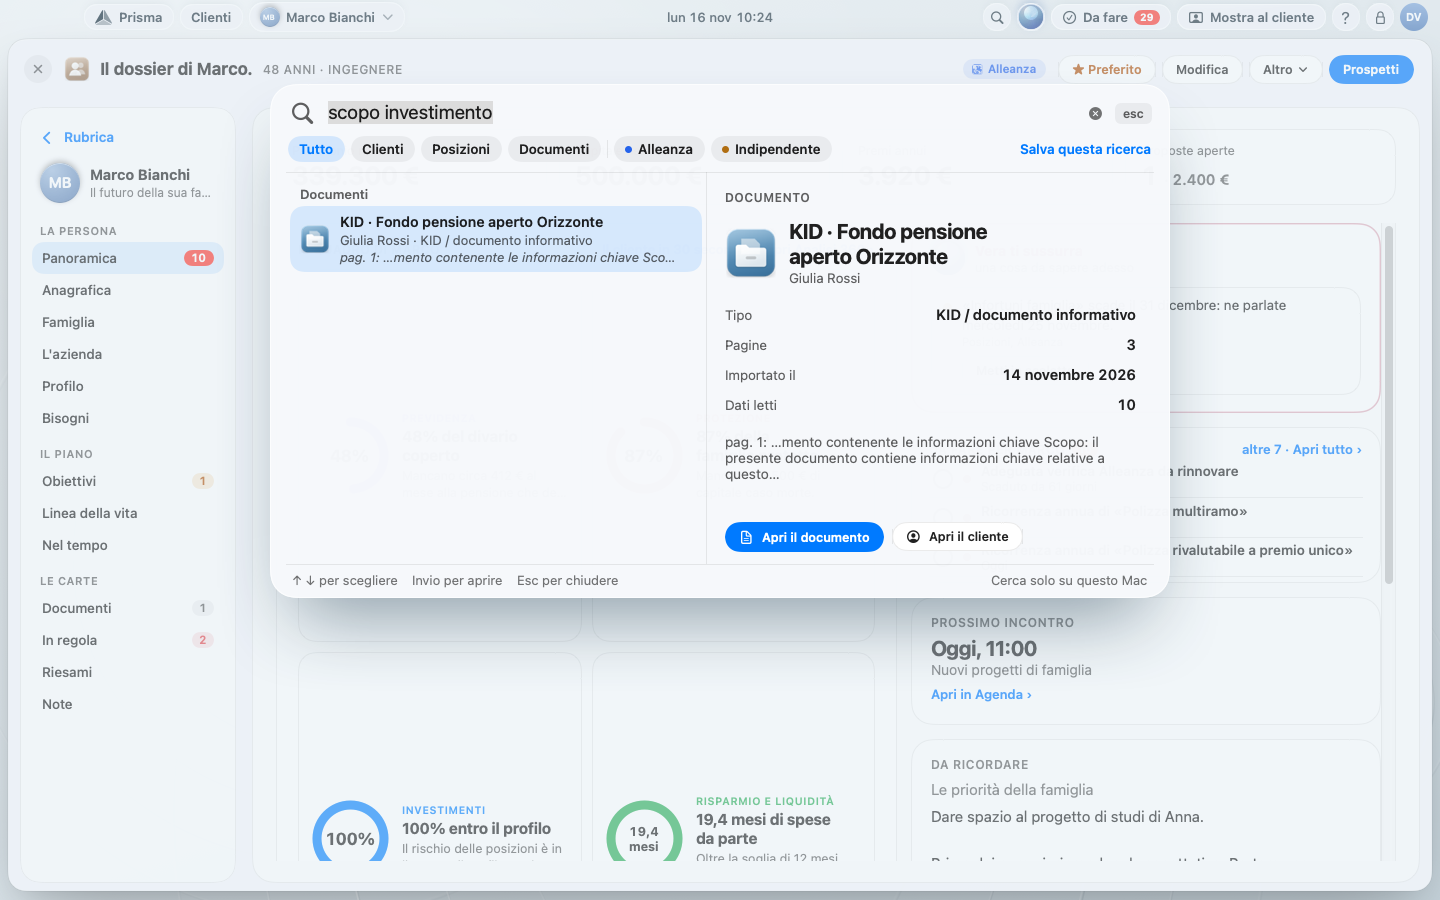 Prisma
Clienti
MB Marco Bianchi
lun 16 nov 10:24
Da fare 29
Mostra al cliente
?
DV
Il dossier di Marco. 48 ANNI · INGEGNERE
Alleanza
Preferito
Modifica
Altro
Prospetti
Rubrica
MB
Marco Bianchi
Il futuro della sua fa...
LA PERSONA
Panoramica 10
Anagrafica
Famiglia
L'azienda
Profilo
Bisogni
IL PIANO
Obiettivi 1
Linea della vita
Nel tempo
LE CARTE
Documenti 1
In regola 2
Riesami
Note
scopo investimento
esc
Tutto
Clienti
Posizioni
Documenti
Alleanza
Indipendente
Salva questa ricerca
Documenti
KID · Fondo pensione aperto Orizzonte
Giulia Rossi · KID / documento informativo
pag. 1: …mento contenente le informazioni chiave Sco...
DOCUMENTO
KID · Fondo pensione
aperto Orizzonte
Giulia Rossi
Tipo KID / documento informativo
Pagine 3
Importato il 14 novembre 2026
Dati letti 10
pag. 1: …mento contenente le informazioni chiave Scopo: il
presente documento contiene informazioni chiave relative a
questo…
Apri il documento
Apri il cliente
↑ ↓ per scegliere Invio per aprire Esc per chiudere
Cerca solo su questo Mac
oste aperte
2.400 €
cembre: ne parlate
altre 7 · Apri tutto ›
a rinnovare
multiramo»
rivalutabile a premio unico»
PROSSIMO INCONTRO
Oggi, 11:00
Nuovi progetti di famiglia
Apri in Agenda ›
DA RICORDARE
Le priorità della famiglia
Dare spazio al progetto di studi di Anna.
100%
INVESTIMENTI
100% entro il profilo
Il rischio delle posizioni è in
19,4
mesi
RISPARMIO E LIQUIDITÀ
19,4 mesi di spese
da parte
Oltre la soglia di 12 mesi